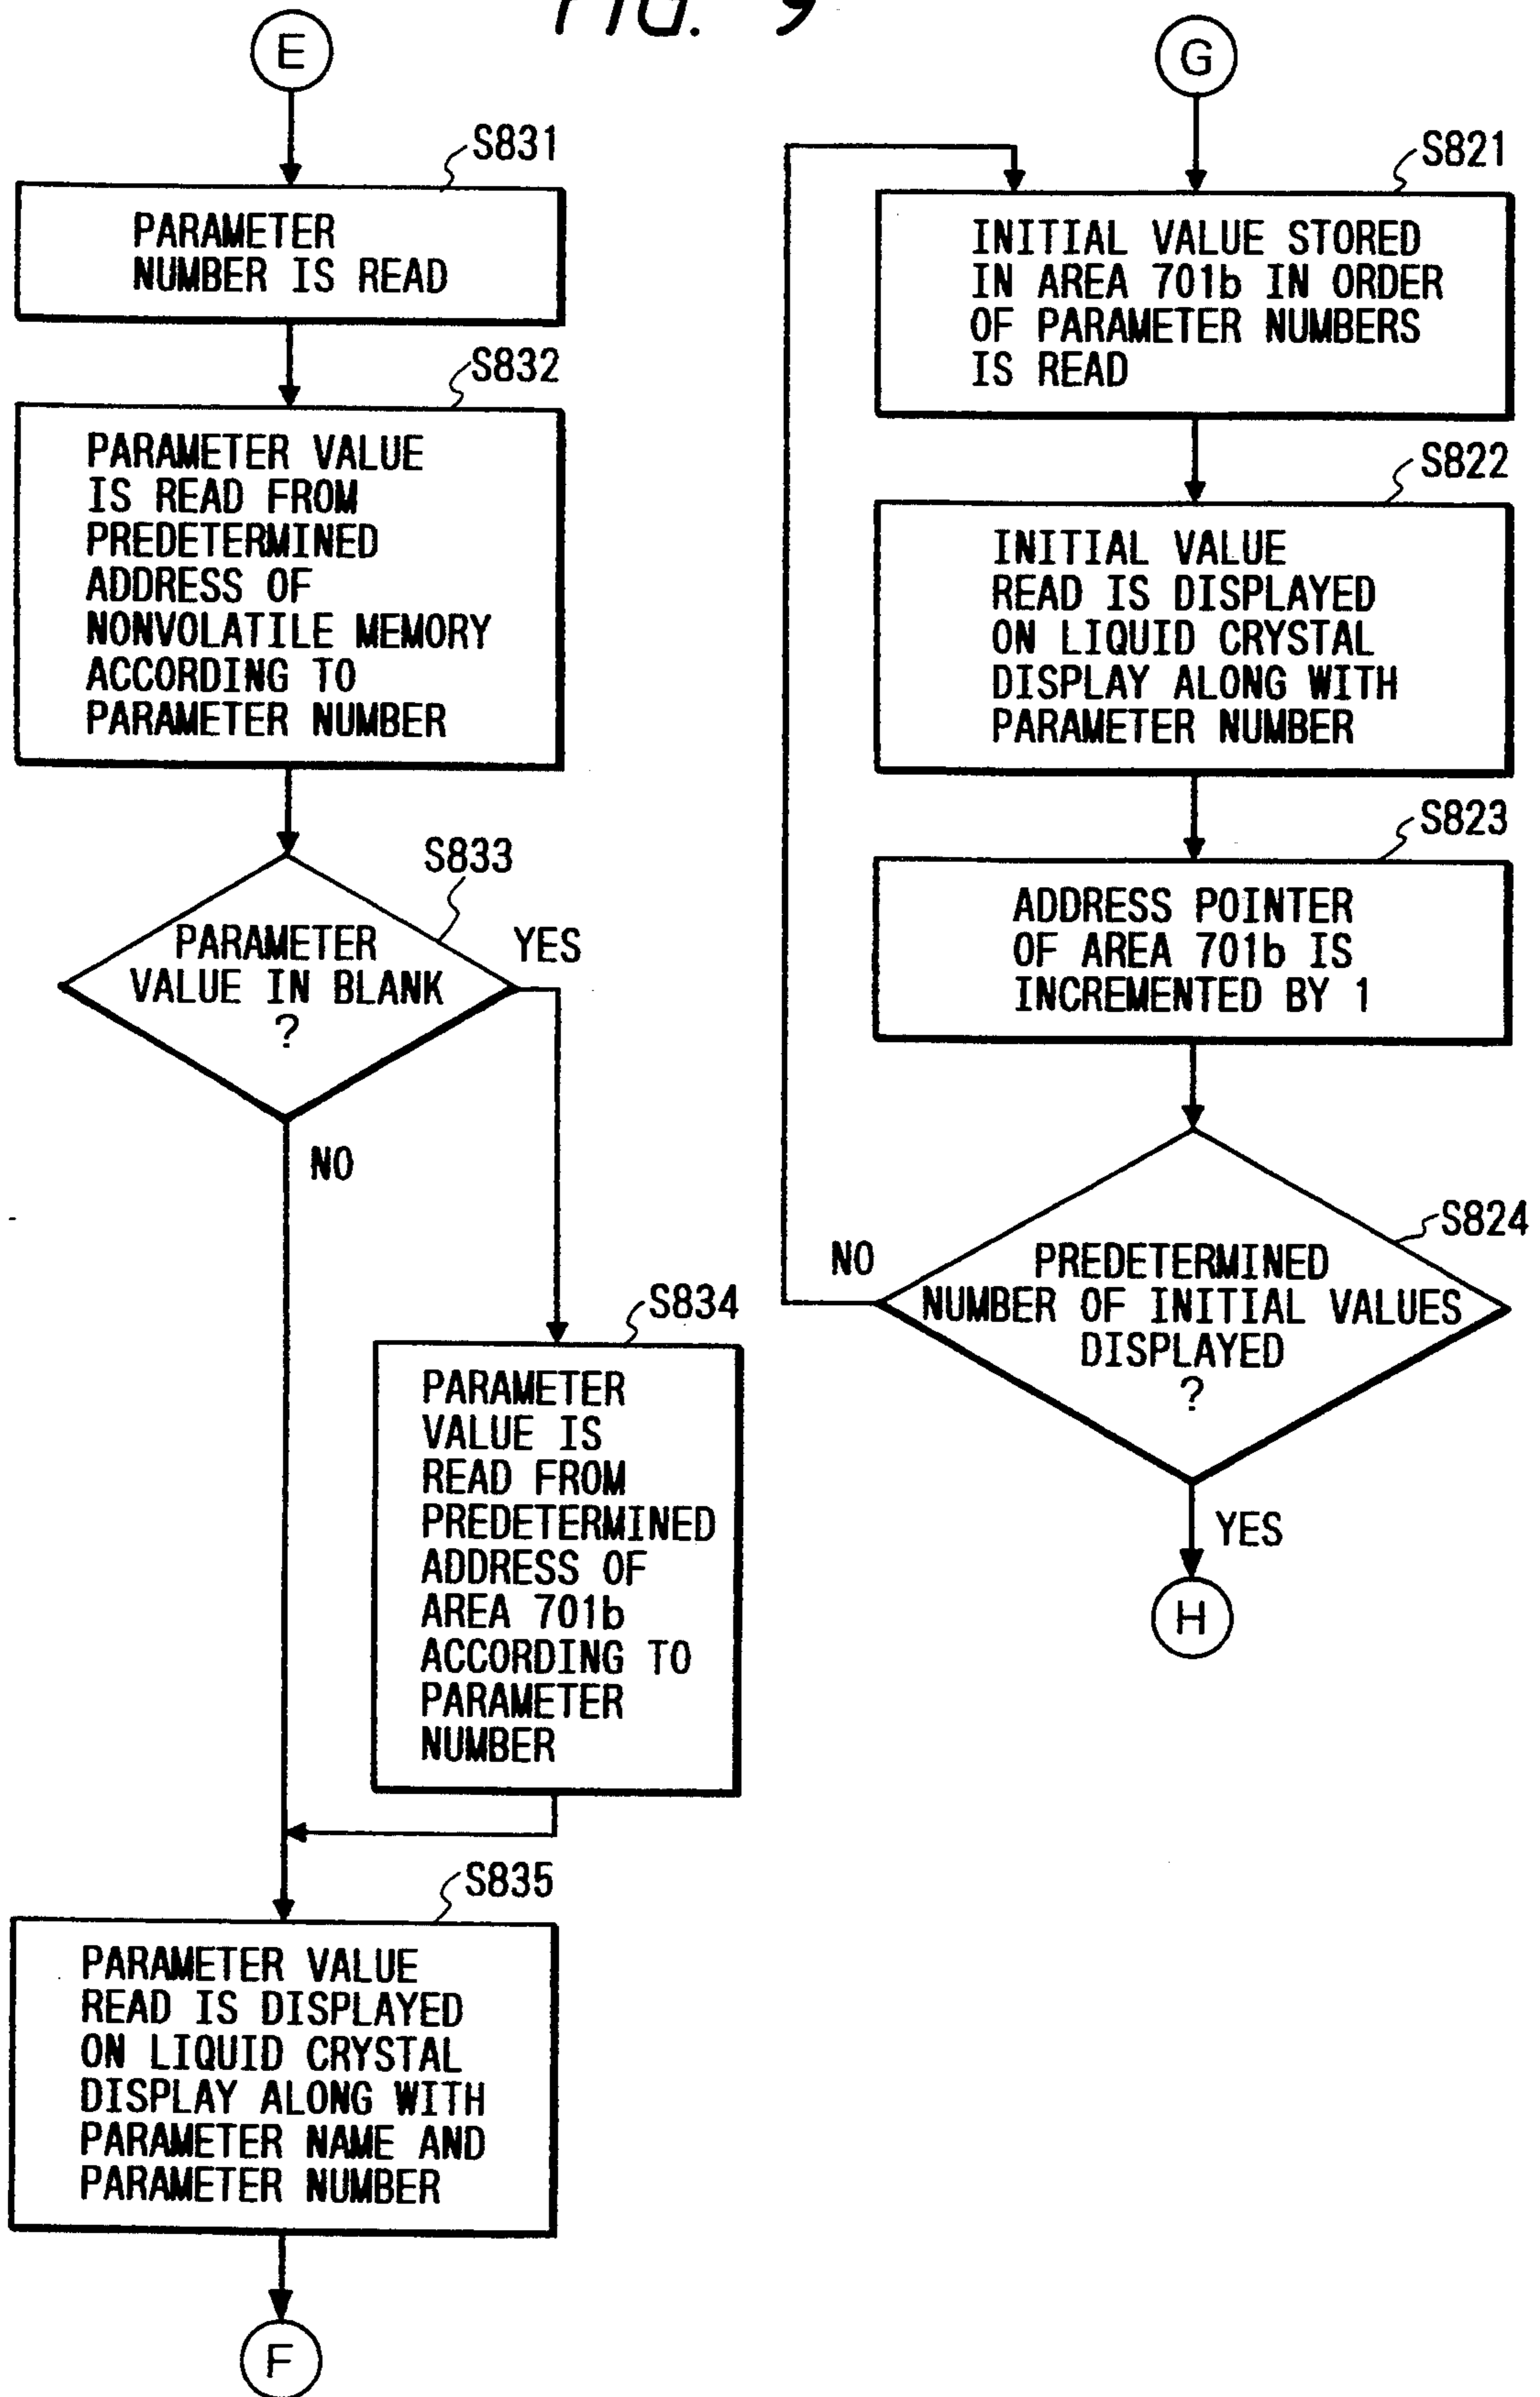 FIG. 9
E
S831
PARAMETER
NUMBER IS READ
S832
PARAMETER VALUE
IS READ FROM
PREDETERMINED
ADDRESS OF
NONVOLATILE MEMORY
ACCORDING TO
PARAMETER NUMBER
S833
PARAMETER
VALUE IN BLANK
?
YES
NO
S834
PARAMETER
VALUE IS
READ FROM
PREDETERMINED
ADDRESS OF
AREA 701b
ACCORDING TO
PARAMETER
NUMBER
S835
PARAMETER VALUE
READ IS DISPLAYED
ON LIQUID CRYSTAL
DISPLAY ALONG WITH
PARAMETER NAME AND
PARAMETER NUMBER
F
G
S821
INITIAL VALUE STORED
IN AREA 701b IN ORDER
OF PARAMETER NUMBERS
IS READ
S822
INITIAL VALUE
READ IS DISPLAYED
ON LIQUID CRYSTAL
DISPLAY ALONG WITH
PARAMETER NUMBER
S823
ADDRESS POINTER
OF AREA 701b IS
INCREMENTED BY 1
S824
NO
PREDETERMINED
NUMBER OF INITIAL VALUES
DISPLAYED
?
YES
H